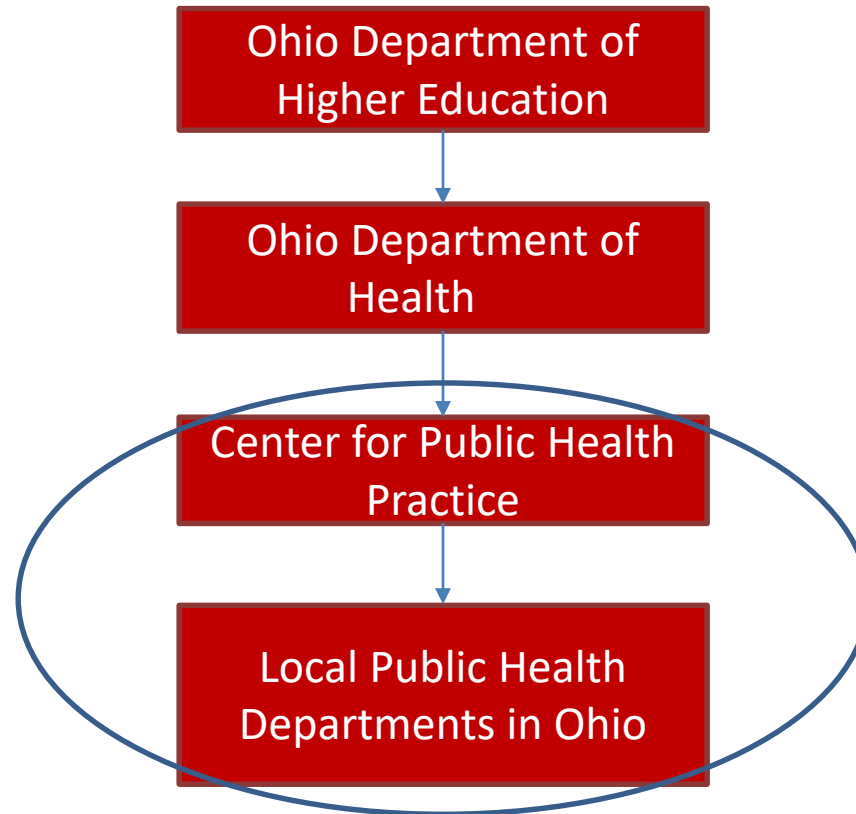 Ohio Department of
Higher Education
Ohio Department of
Health
Center for Public Health
Practice
Local Public Health
Departments in Ohio